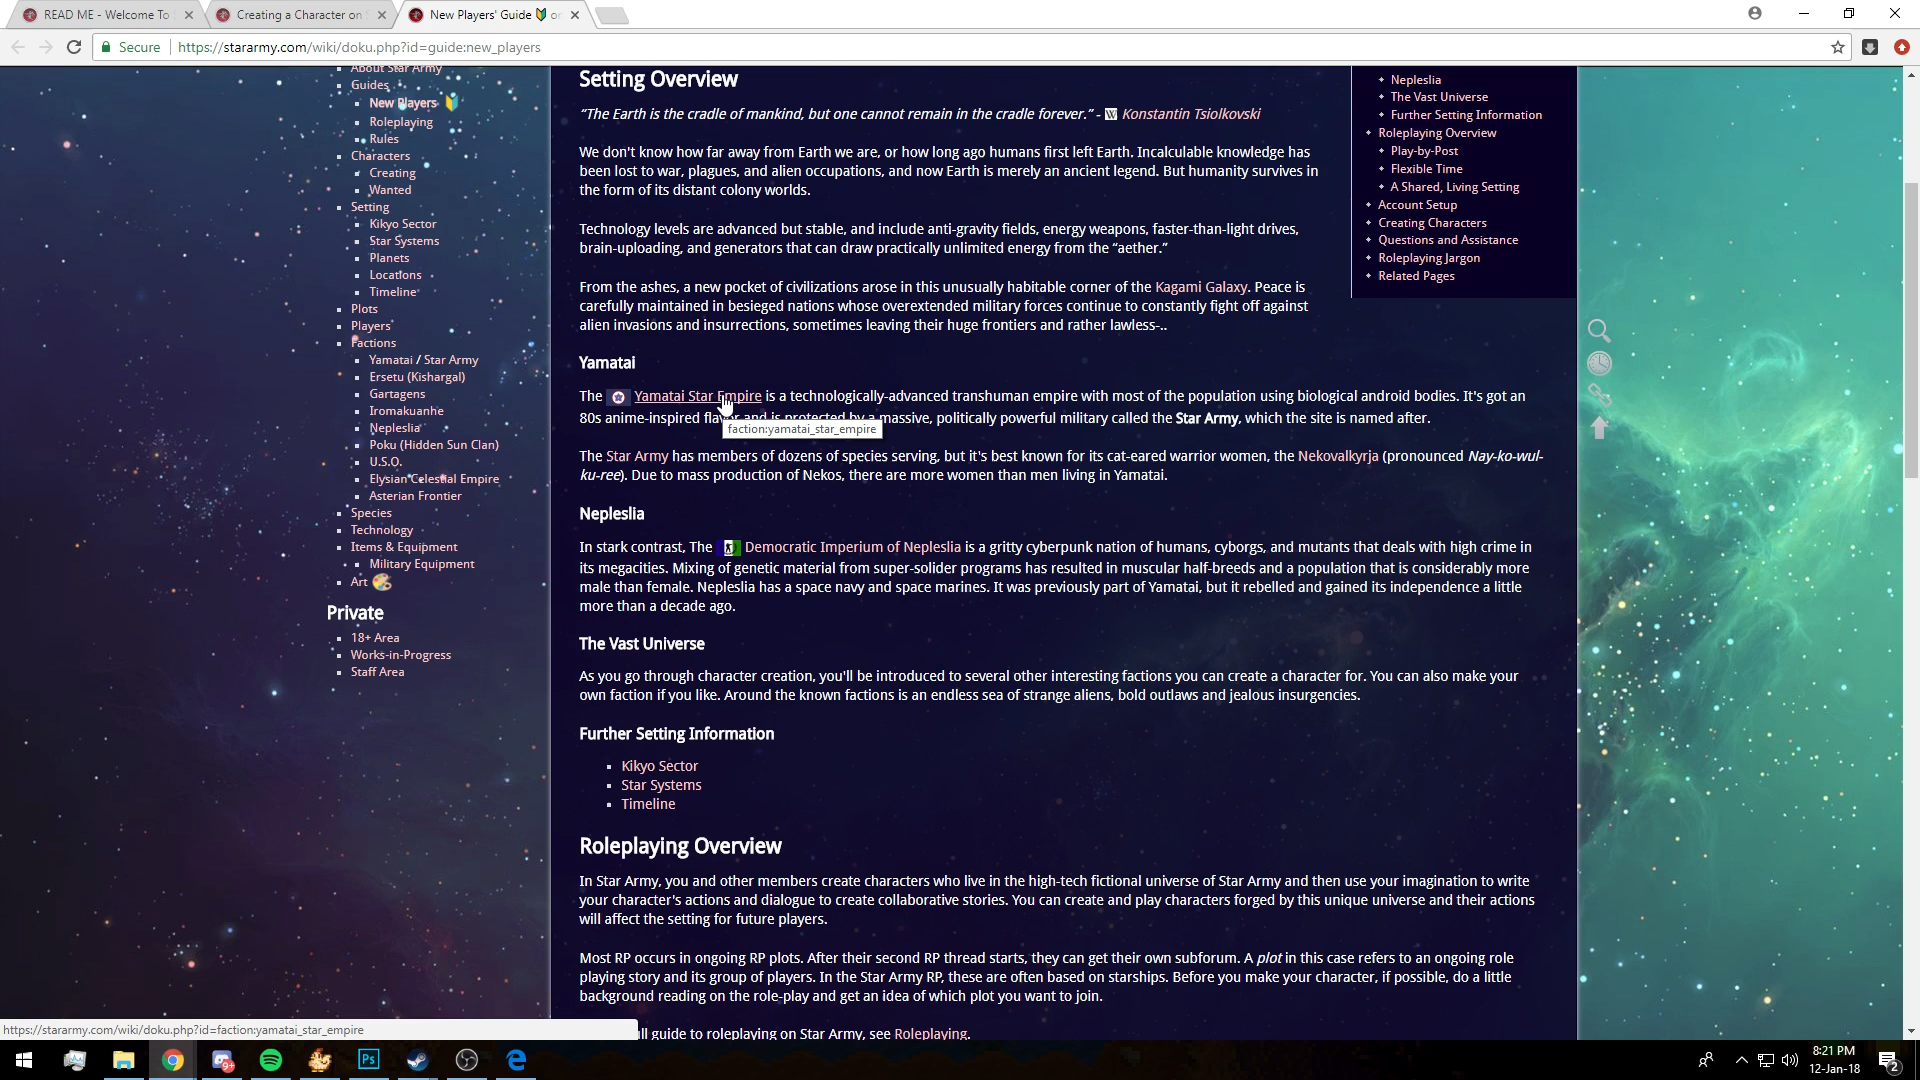 READ ME - Welcome To
Creating a Character on
New Players' Guide
Secure https://stararmy.com/wiki/doku.php?id=guide:new_players
About Star Army
Guides
New Players
Roleplaying
Rules
Characters
Creating
Wanted
Setting
Kikyo Sector
Star Systems
Planets
Locations
Timeline
Plots
Players
Factions
Yamatai / Star Army
Ersetu (Kishargal)
Gartagens
Iromakuanhe
Nepleslia
Poku (Hidden Sun Clan)
U.S.O.
Elysian Celestial Empire
Asterian Frontier
Species
Technology
Items & Equipment
Military Equipment
Art
Private
18+ Area
Works-in-Progress
Staff Area
Setting Overview
“The Earth is the cradle of mankind, but one cannot remain in the cradle forever.” - W Konstantin Tsiolkovski
We don't know how far away from Earth we are, or how long ago humans first left Earth. Incalculable knowledge has
been lost to war, plagues, and alien occupations, and now Earth is merely an ancient legend. But humanity survives in
the form of its distant colony worlds.
Technology levels are advanced but stable, and include anti-gravity fields, energy weapons, faster-than-light drives,
brain-uploading, and generators that can draw practically unlimited energy from the “aether.”
From the ashes, a new pocket of civilizations arose in this unusually habitable corner of the Kagami Galaxy. Peace is
carefully maintained in besieged nations whose overextended military forces continue to constantly fight off against
alien invasions and insurrections, sometimes leaving their huge frontiers and rather lawless-..
Yamatai
The Yamatai Star Empire is a technologically-advanced transhuman empire with most of the population using biological android bodies. It's got an
80s anime-inspired flavor and is protected by a massive, politically powerful military called the Star Army, which the site is named after.
faction:yamatai_star_empire
The Star Army has members of dozens of species serving, but it's best known for its cat-eared warrior women, the Nekovalkyrja (pronounced Nay-ko-wul-
ku-ree). Due to mass production of Nekos, there are more women than men living in Yamatai.
Nepleslia
In stark contrast, The Democratic Imperium of Nepleslia is a gritty cyberpunk nation of humans, cyborgs, and mutants that deals with high crime in
its megacities. Mixing of genetic material from super-solider programs has resulted in muscular half-breeds and a population that is considerably more
male than female. Nepleslia has a space navy and space marines. It was previously part of Yamatai, but it rebelled and gained its independence a little
more than a decade ago.
The Vast Universe
As you go through character creation, you'll be introduced to several other interesting factions you can create a character for. You can also make your
own faction if you like. Around the known factions is an endless sea of strange aliens, bold outlaws and jealous insurgencies.
Further Setting Information
Kikyo Sector
Star Systems
Timeline
Roleplaying Overview
In Star Army, you and other members create characters who live in the high-tech fictional universe of Star Army and then use your imagination to write
your character's actions and dialogue to create collaborative stories. You can create and play characters forged by this unique universe and their actions
will affect the setting for future players.
Most RP occurs in ongoing RP plots. After their second RP thread starts, they can get their own subforum. A plot in this case refers to an ongoing role
playing story and its group of players. In the Star Army RP, these are often based on starships. Before you make your character, if possible, do a little
background reading on the role-play and get an idea of which plot you want to join.
ll guide to roleplaying on Star Army, see Roleplaying.
Nepleslia
The Vast Universe
Further Setting Information
Roleplaying Overview
Play-by-Post
Flexible Time
A Shared, Living Setting
Account Setup
Creating Characters
Questions and Assistance
Roleplaying Jargon
Related Pages
https://stararmy.com/wiki/doku.php?id=faction:yamatai_star_empire
9+
Ps
8:21 PM
12-Jan-18
2